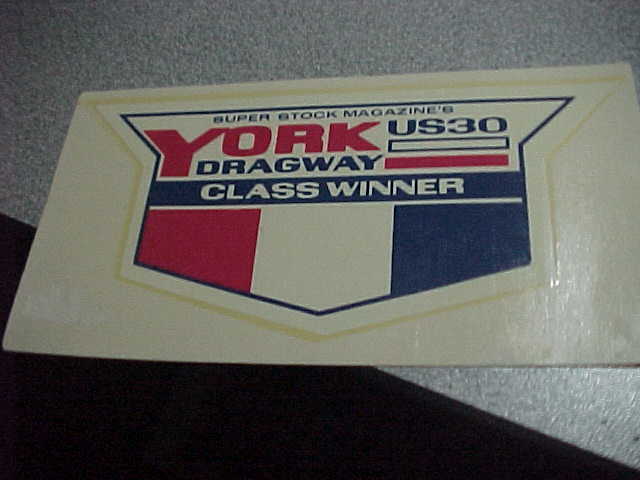 SUPER STOCK MAGAZINE'S
YORK US30
DRAGWAY
CLASS WINNER